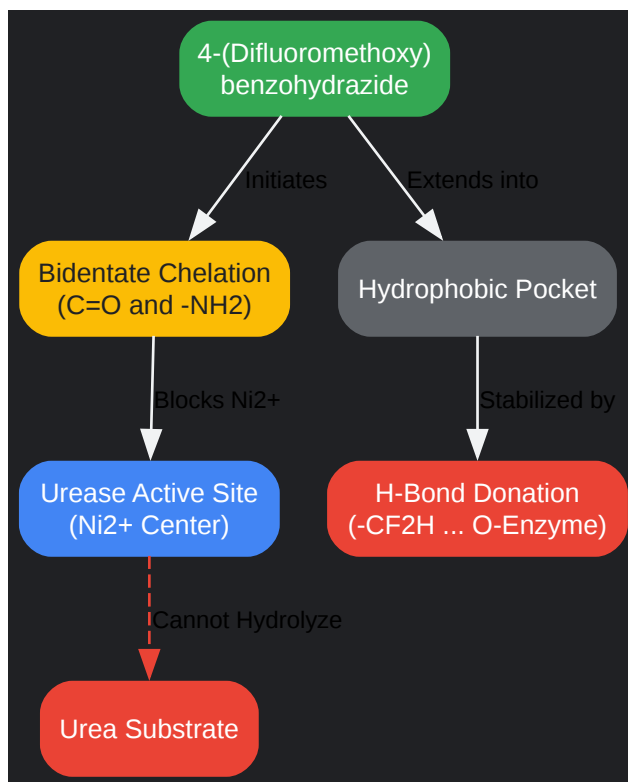 4-(Difluoromethoxy)
benzohydrazide
Initiates
Extends into
Bidentate Chelation
(C=O and -NH2)
Hydrophobic Pocket
Blocks Ni2+
Stabilized by
Urease Active Site
(Ni2+ Center)
H-Bond Donation
(-CF2H ... O-Enzyme)
Cannot Hydrolyze
Urea Substrate